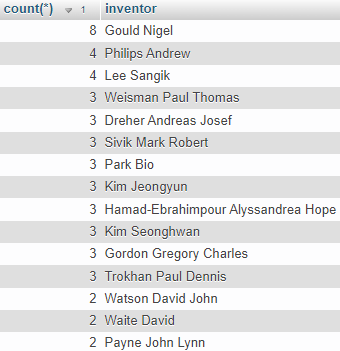 count(*) 1 inventor
8 Gould Nigel
4 Philips Andrew
4 Lee Sangik
3 Weisman Paul Thomas
3 Dreher Andreas Josef
3 Sivik Mark Robert
3 Park Bio
3 Kim Jeongyun
3 Hamad-Ebrahimpour Alyssandrea Hope
3 Kim Seonghwan
3 Gordon Gregory Charles
3 Trokhan Paul Dennis
2 Watson David John
2 Waite David
2 Payne John Lynn